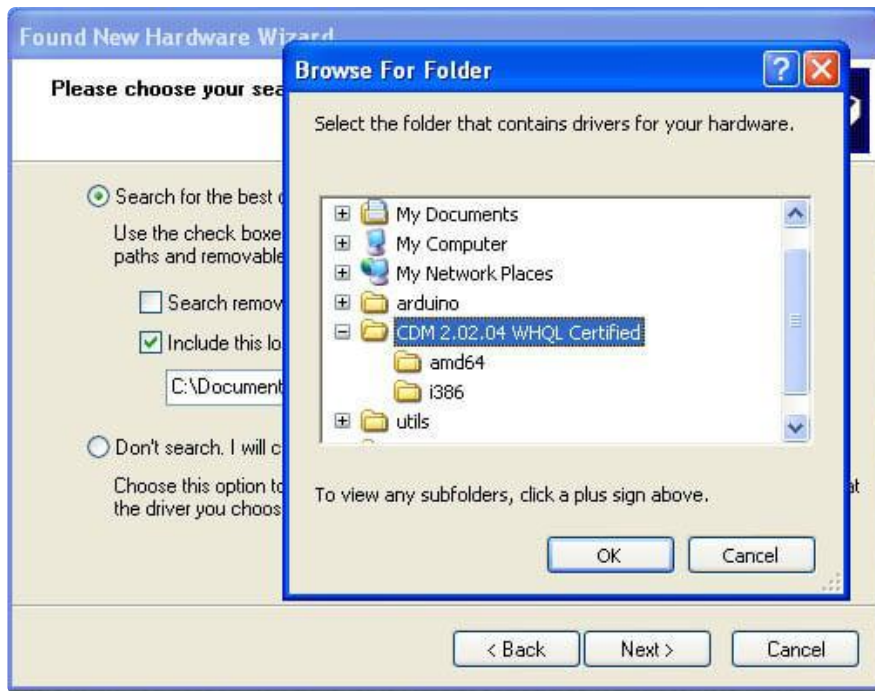 Found New Hardware Wizard
Please choose your sea
Search for the best
Use the check boxe
paths and removable
Search remov
Include this lo
C:\Document
Don't search. I will c
Choose this option to
the driver you choos
at
Browse For Folder
Select the folder that contains drivers for your hardware.
My Documents
My Computer
My Network Places
arduino
CDM 2.02.04 WHQL Certified
amd64
i386
utils
To view any subfolders, click a plus sign above.
OK
Cancel
< Back
Next >
Cancel